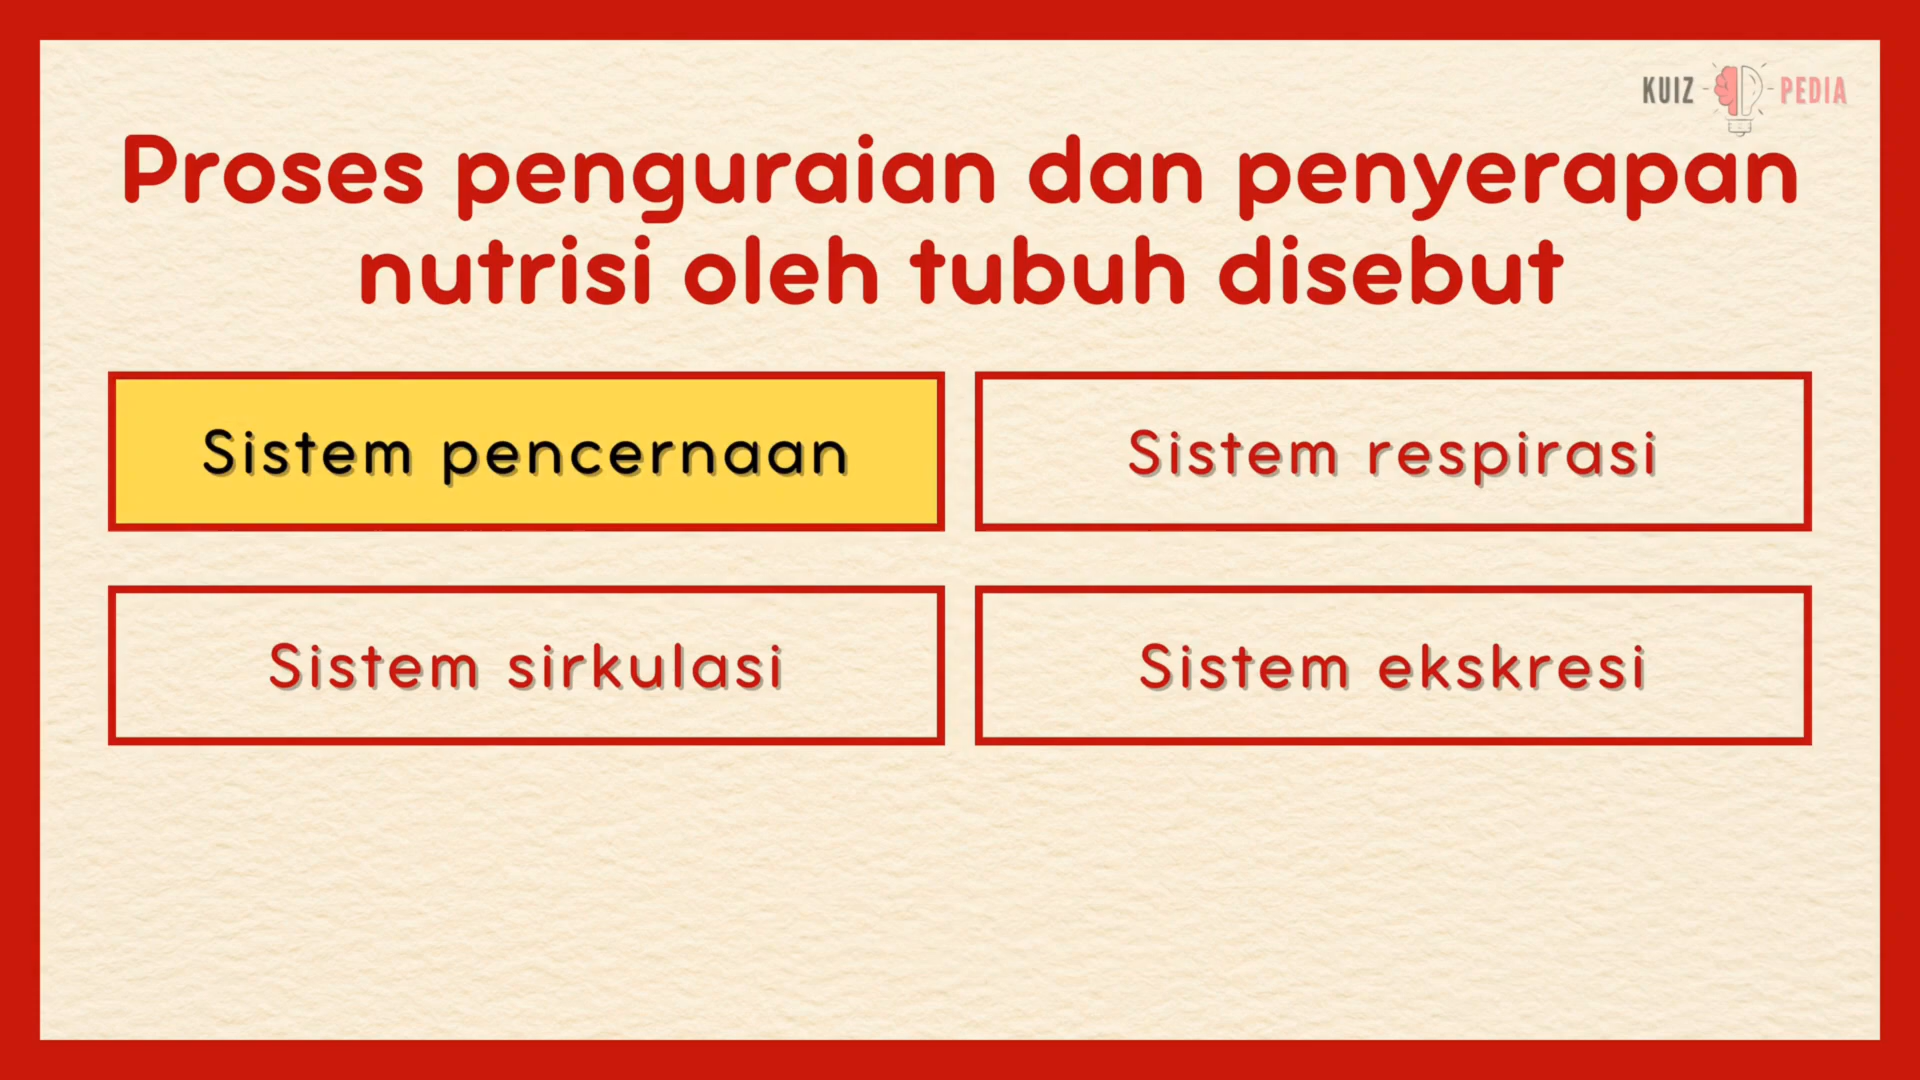 KUIZ PEDIA
Proses penguraian dan penyerapan
nutrisi oleh tubuh disebut
Sistem pencernaan
Sistem respirasi
Sistem sirkulasi
Sistem ekskresi